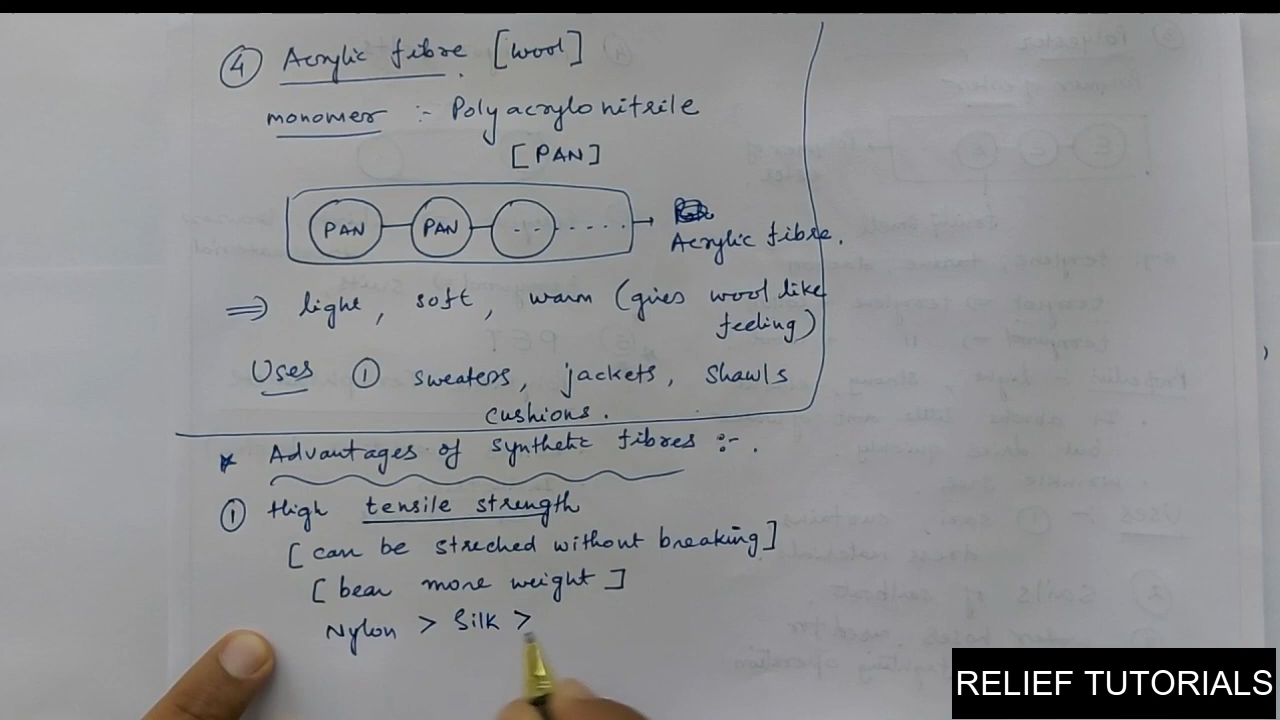 ④ Acrylic fibre [wool]
monomer :- Polyacrylonitrile
[PAN]
PAN PAN ........
Acrylic fibre.
⇒ light, soft, warm (gives wool like
feeling)
Uses ① sweaters, jackets, shawls
cushions.
* Advantages of synthetic fibres :-.
① High tensile strength
[can be streched without breaking]
[bear more weight]
Nylon > Silk >
RELIEF TUTORIALS